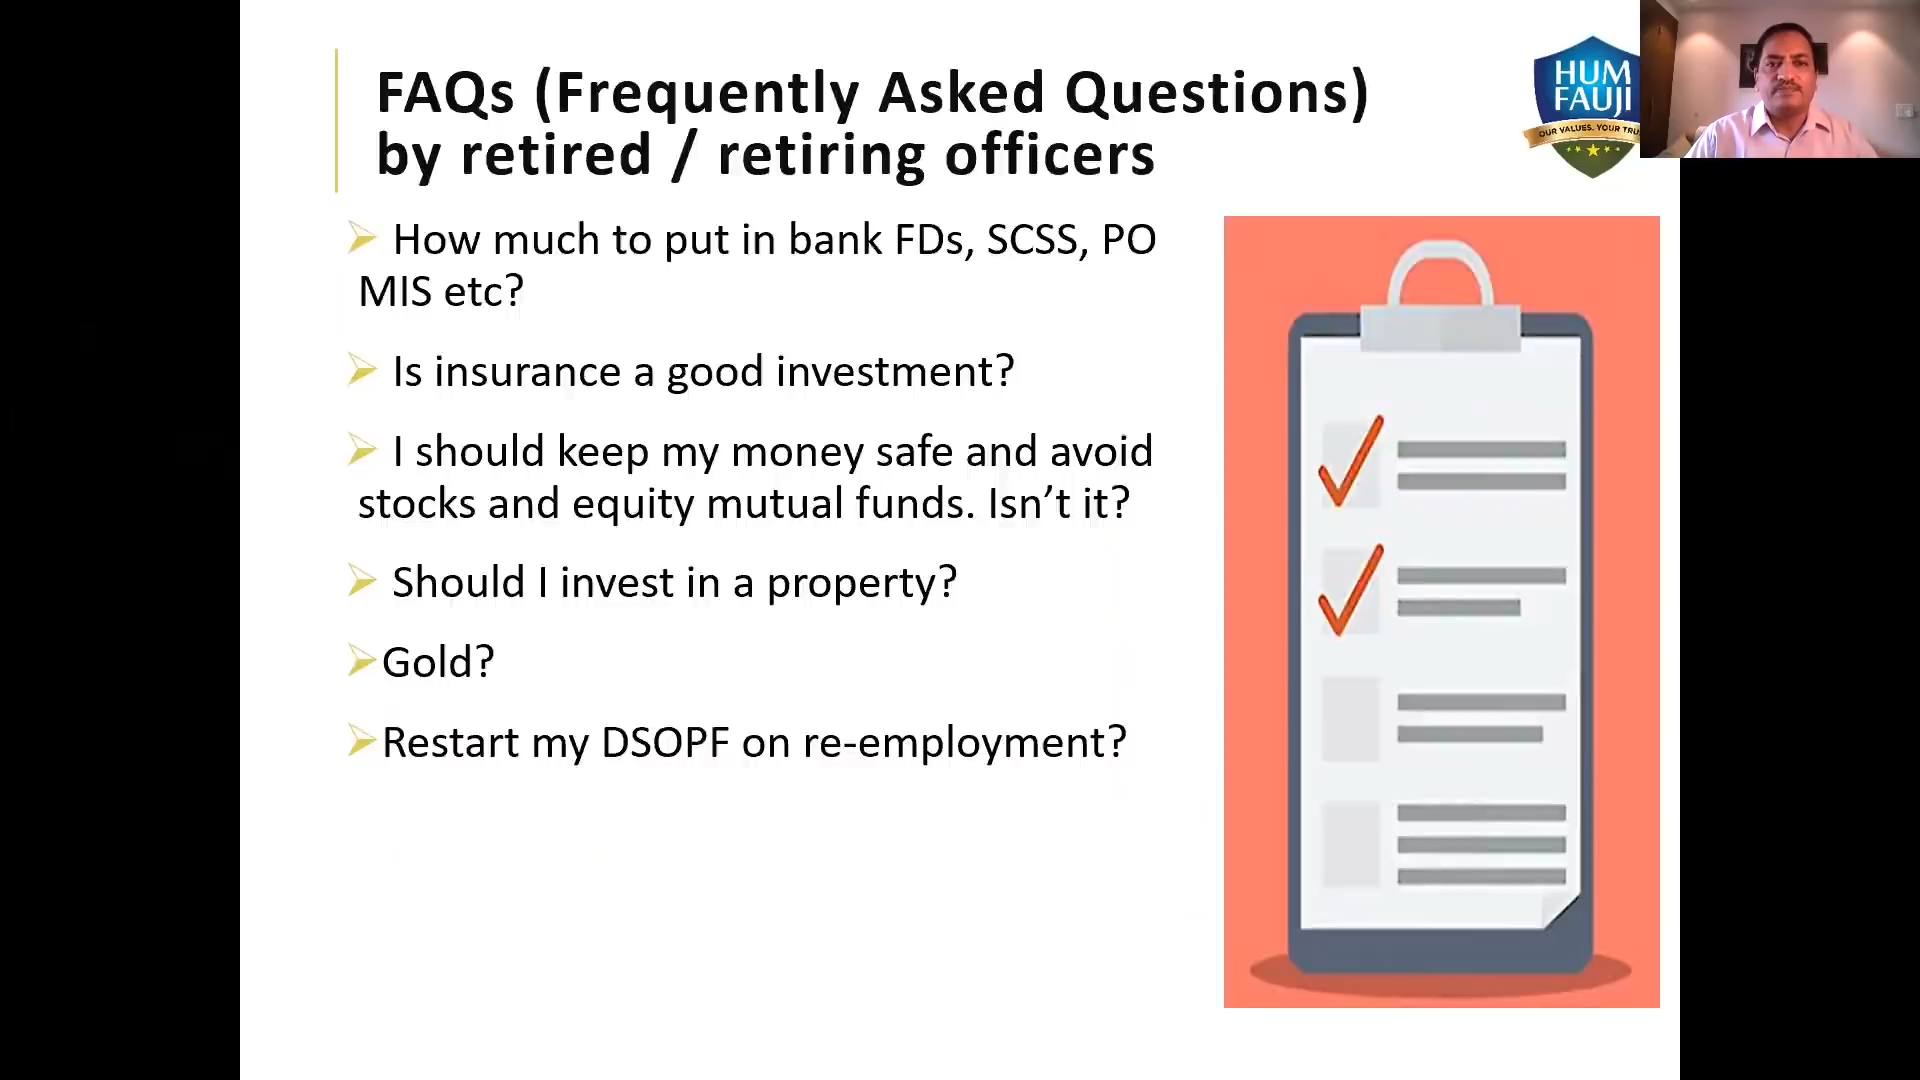 FAQs (Frequently Asked Questions)
by retired / retiring officers
HUM
FAUJI
OUR VALUES. YOUR
How much to put in bank FDs, SCSS, PO
MIS etc?
Is insurance a good investment?
I should keep my money safe and avoid
stocks and equity mutual funds. Isn’t it?
Should I invest in a property?
Gold?
Restart my DSOPF on re-employment?